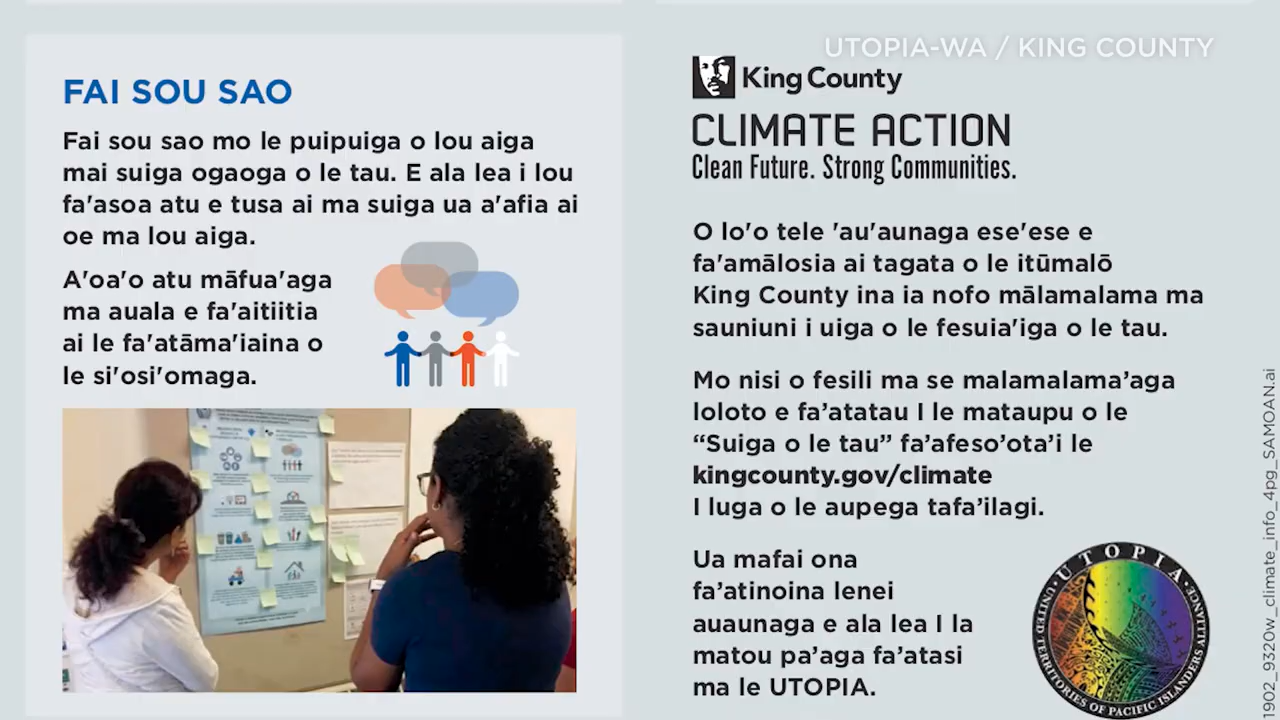 UTOPIA-WA / KING COUNTY
FAI SOU SAO
Fai sou sao mo le puipuiga o lou aiga
mai suiga ogaoga o le tau. E ala lea i lou
fa'asoa atu e tusa ai ma suiga ua a'afia ai
oe ma lou aiga.
A'oa'o atu māfua'aga
ma auala e fa'aitiitia
ai le fa'atāma'iaina o
le si'osi'omaga.
King County
CLIMATE ACTION
Clean Future. Strong Communities.
O lo'o tele 'au'aunaga ese'ese e
fa'amālosia ai tagata o le itūmalō
King County ina ia nofo mālamalama ma
sauniuni i uiga o le fesuia'iga o le tau.
Mo nisi o fesili ma se malamalama’aga
loloto e fa’atatau I le mataupu o le
“Suiga o le tau” fa’afeso’ota’i le
kingcounty.gov/climate
I luga o le aupega tafa’ilagi.
Ua mafai ona
fa’atinoina lenei
auaunaga e ala lea I la
matou pa’aga fa’atasi
ma le UTOPIA.
UTOPIA
UNITED TERRITORIES OF PACIFIC ISLANDERS ALLIANCE
1902_9320w_climate_info_4pg_SAMOAN.ai